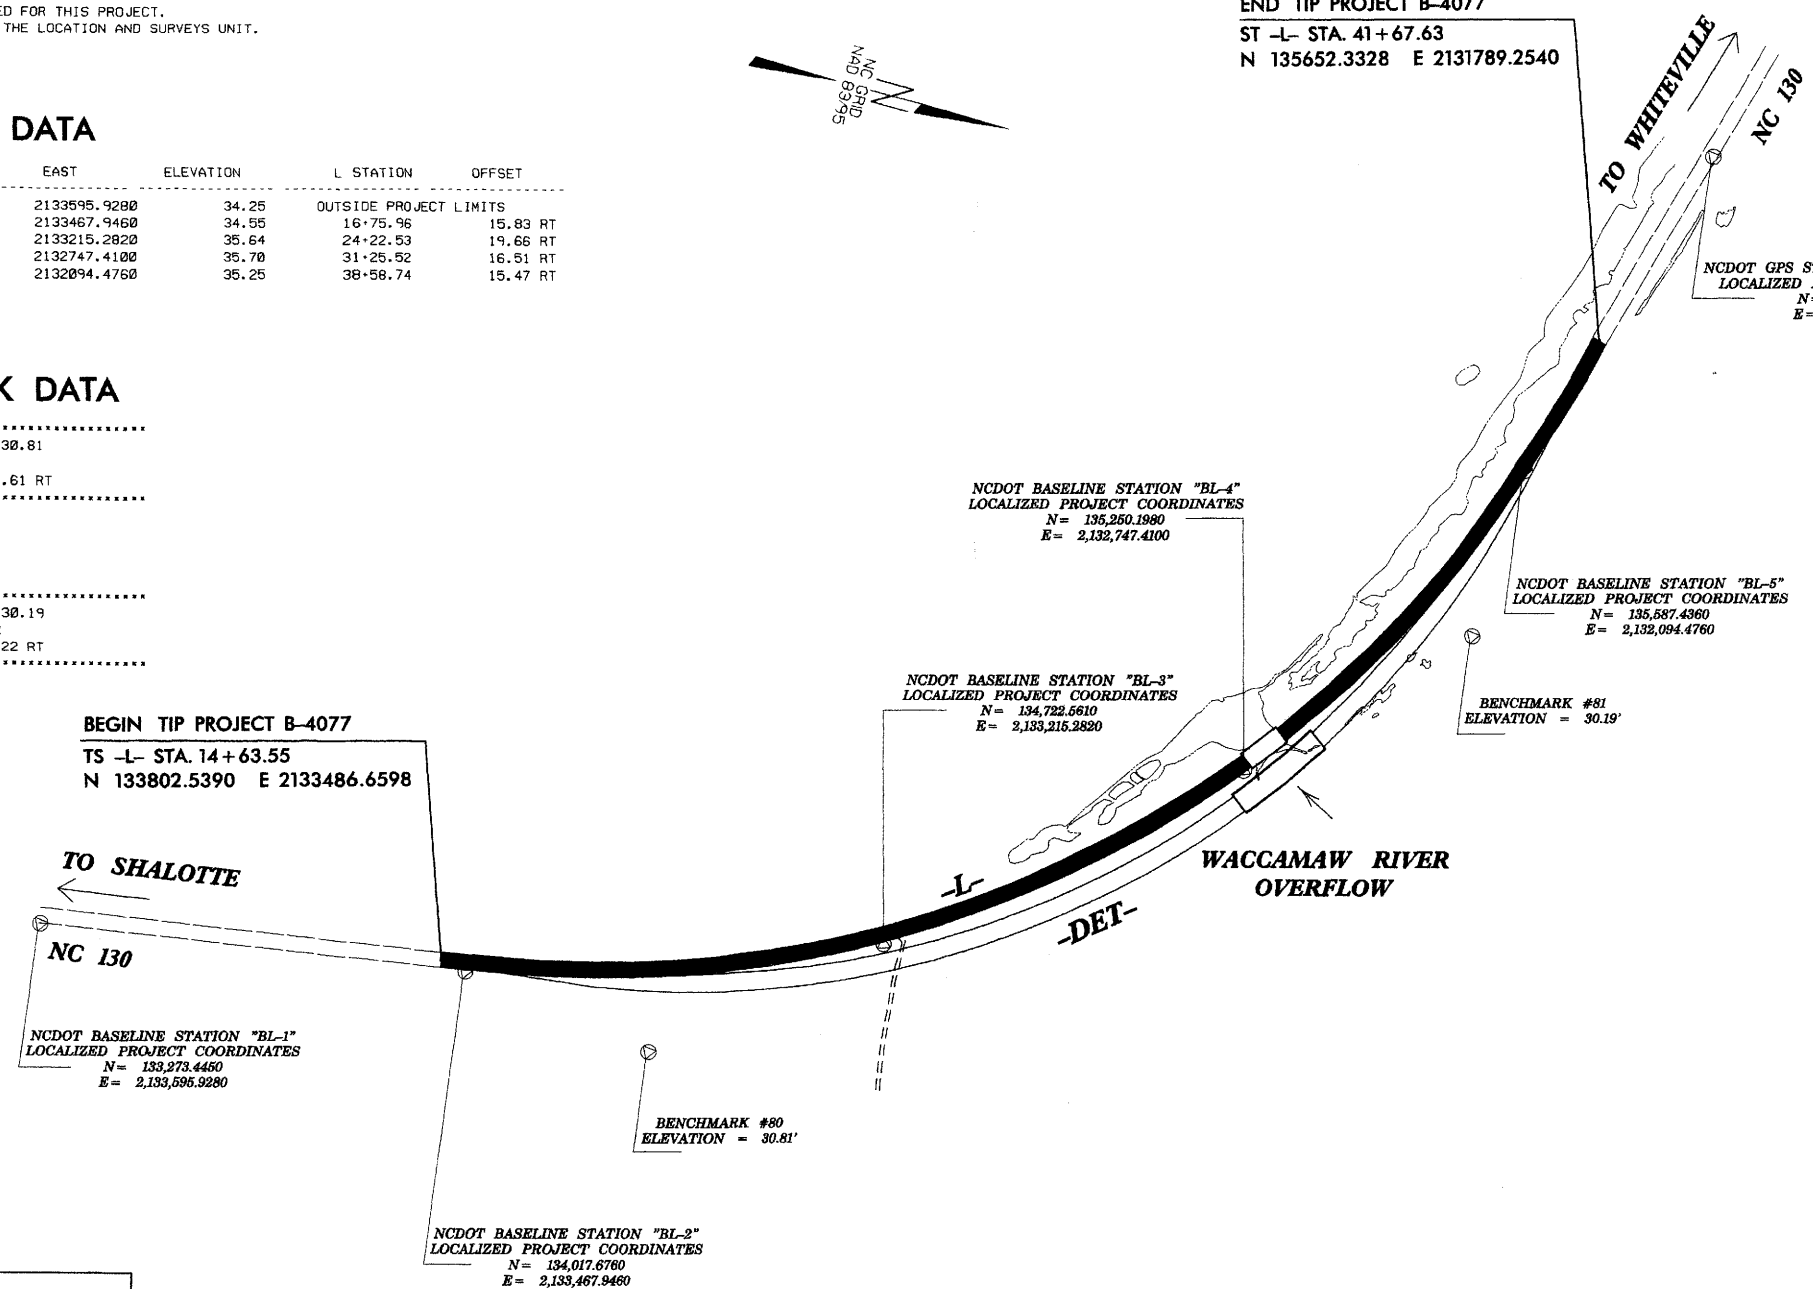 ED FOR THIS PROJECT.
THE LOCATION AND SURVEYS UNIT.
END TIP PROJECT B-4077
ST -L- STA. 41+67.63
N 135652.3328 E 2131789.2540
NC GRID
NAD 83/95
TO WHITEVILLE
NC 130
DATA
EAST ELEVATION L STATION OFFSET
2133595.9280 34.25 OUTSIDE PROJECT LIMITS
2133467.9460 34.55 16+75.96 15.83 RT
2133215.2820 35.64 24+22.53 19.66 RT
2132747.4100 35.70 31+25.52 16.51 RT
2132094.4760 35.25 38+58.74 15.47 RT
NCDOT GPS S
LOCALIZED
N=
E=
K DATA
30.81
.61 RT
30.19
22 RT
NCDOT BASELINE STATION "BL-4"
LOCALIZED PROJECT COORDINATES
N= 135,250.1980
E= 2,132,747.4100
NCDOT BASELINE STATION "BL-5"
LOCALIZED PROJECT COORDINATES
N= 135,587.4360
E= 2,132,094.4760
NCDOT BASELINE STATION "BL-3"
LOCALIZED PROJECT COORDINATES
N= 134,722.5610
E= 2,133,215.2820
BENCHMARK #81
ELEVATION = 30.19'
BEGIN TIP PROJECT B-4077
TS -L- STA. 14+63.55
N 133802.5390 E 2133486.6598
TO SHALOTTE
NC 130
-L-
-DET-
WACCAMAW RIVER
OVERFLOW
NCDOT BASELINE STATION "BL-1"
LOCALIZED PROJECT COORDINATES
N= 133,273.4450
E= 2,133,595.9280
BENCHMARK #80
ELEVATION = 30.81'
NCDOT BASELINE STATION "BL-2"
LOCALIZED PROJECT COORDINATES
N= 134,017.6760
E= 2,133,467.9460